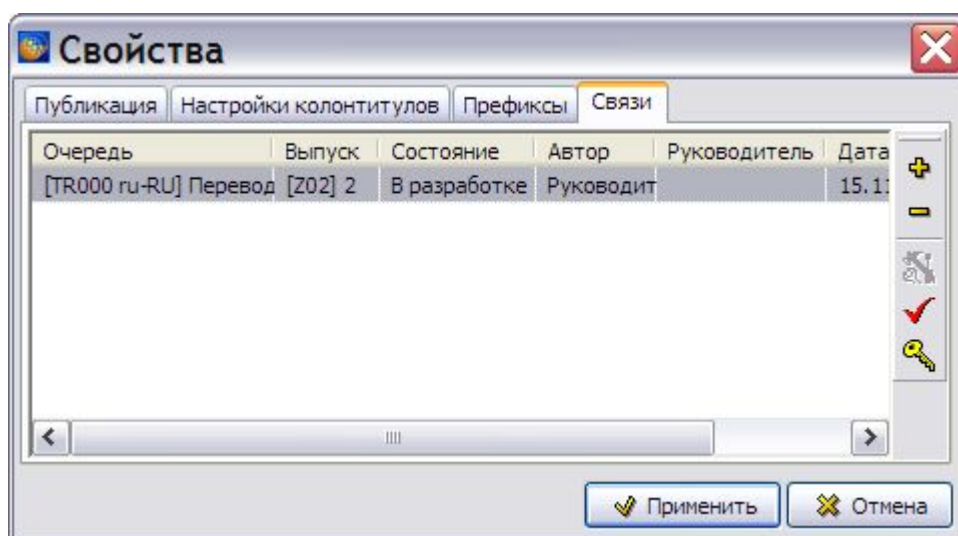 Свойства
Публикация Настройки колонтитулов Префиксы Связи
Очередь Выпуск Состояние Автор Руководитель Дата
[TR000 ru-RU] Перевод [Z02] 2 В разработке Руководит 15.11
Применить Отмена